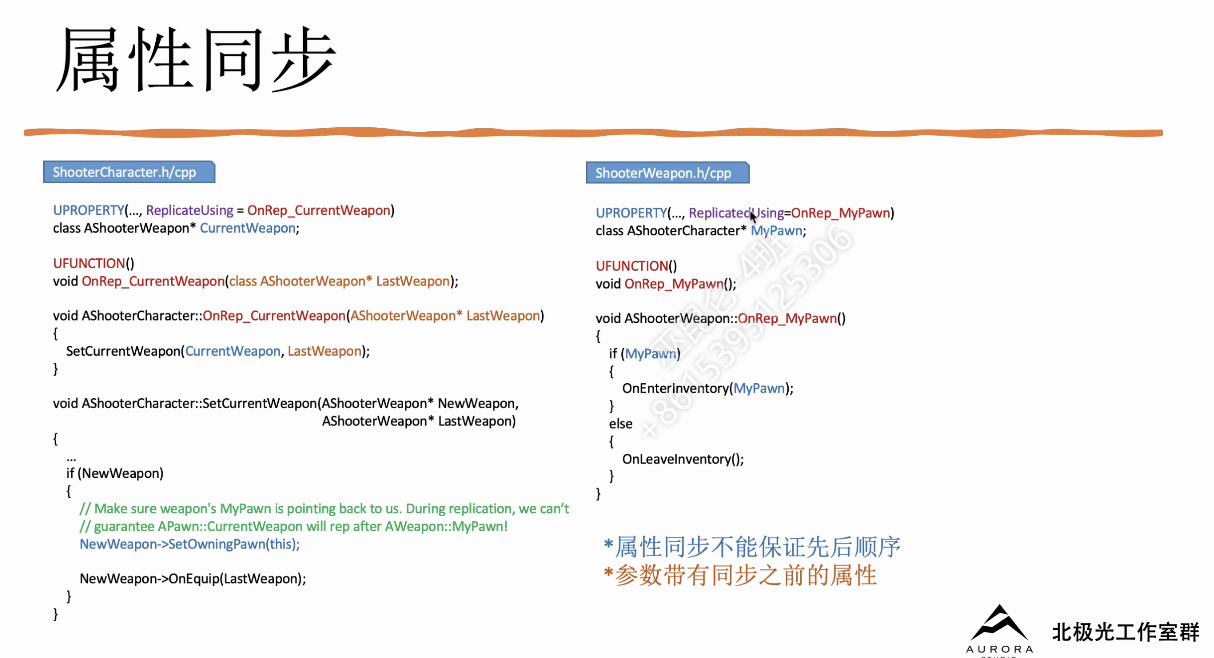 属性同步
ShooterCharacter.h/cpp
UPROPERTY(…, ReplicateUsing = OnRep_CurrentWeapon)
class AShooterWeapon* CurrentWeapon;
UFUNCTION()
void OnRep_CurrentWeapon(class AShooterWeapon* LastWeapon);
void AShooterCharacter::OnRep_CurrentWeapon(AShooterWeapon* LastWeapon)
{
SetCurrentWeapon(CurrentWeapon, LastWeapon);
}
void AShooterCharacter::SetCurrentWeapon(AShooterWeapon* NewWeapon,
AShooterWeapon* LastWeapon)
{
…
if (NewWeapon)
{
// Make sure weapon's MyPawn is pointing back to us. During replication, we can't
// guarantee APawn::CurrentWeapon will rep after AWeapon::MyPawn!
NewWeapon->SetOwningPawn(this);
NewWeapon->OnEquip(LastWeapon);
}
}
ShooterWeapon.h/cpp
UPROPERTY(…, ReplicatedUsing=OnRep_MyPawn)
class AShooterCharacter* MyPawn;
UFUNCTION()
void OnRep_MyPawn();
void AShooterWeapon::OnRep_MyPawn()
{
if (MyPawn)
{
OnEnterInventory(MyPawn);
}
else
{
OnLeaveInventory();
}
}
*属性同步不能保证先后顺序
*参数带有同步之前的属性
AURORA
北极光工作室群